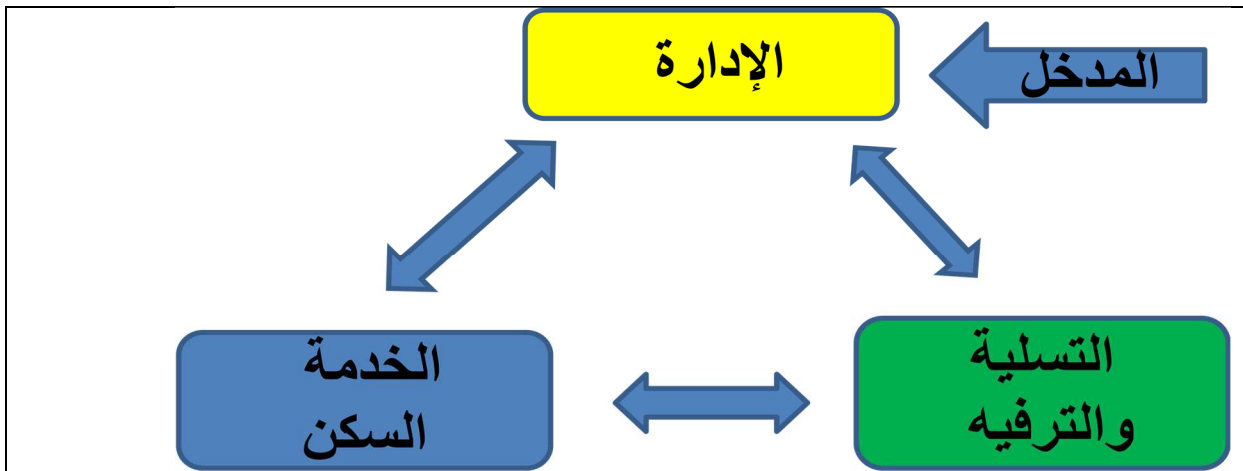 المدخل
الإدارة
التسلية
والترفيه
الخدمة
السكن